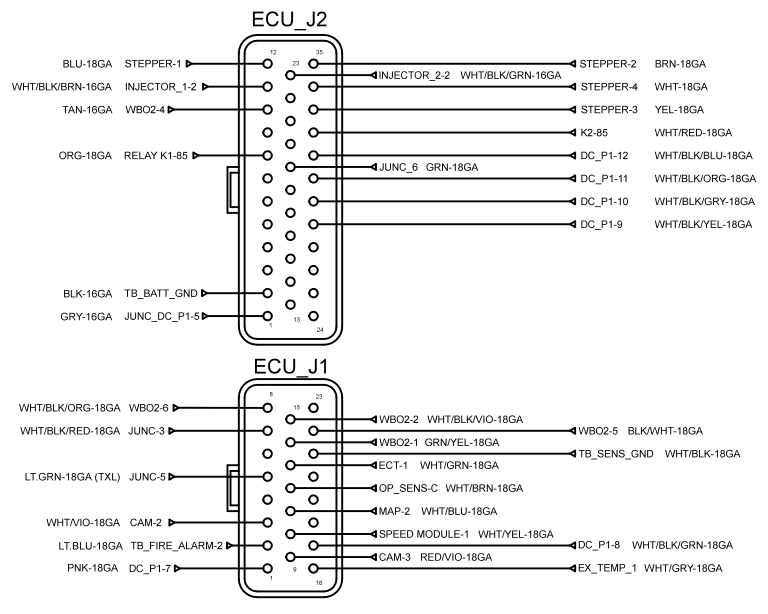 ECU_J2
12
35
BLU-18GA STEPPER-1
23
STEPPER-2 BRN-18GA
INJECTOR_2-2 WHT/BLK/GRN-16GA
WHT/BLK/BRN-16GA INJECTOR_1-2
STEPPER-4 WHT-18GA
TAN-16GA WBO2-4
STEPPER-3 YEL-18GA
K2-85 WHT/RED-18GA
ORG-18GA RELAY K1-85
DC_P1-12 WHT/BLK/BLU-18GA
JUNC_6 GRN-18GA
DC_P1-11 WHT/BLK/ORG-18GA
DC_P1-10 WHT/BLK/GRY-18GA
DC_P1-9 WHT/BLK/YEL-18GA
BLK-16GA TB_BATT_GND
GRY-16GA JUNC_DC_P1-5
1
13
24
ECU_J1
8
23
WHT/BLK/ORG-18GA WBO2-6
15
WBO2-2 WHT/BLK/VIO-18GA
WHT/BLK/RED-18GA JUNC-3
WBO2-5 BLK/WHT-18GA
WBO2-1 GRN/YEL-18GA
TB_SENS_GND WHT/BLK-18GA
ECT-1 WHT/GRN-18GA
LT.GRN-18GA (TXL) JUNC-5
OP_SENS-C WHT/BRN-18GA
MAP-2 WHT/BLU-18GA
WHT/VIO-18GA CAM-2
SPEED MODULE-1 WHT/YEL-18GA
LT.BLU-18GA TB_FIRE_ALARM-2
DC_P1-8 WHT/BLK/GRN-18GA
CAM-3 RED/VIO-18GA
PNK-18GA DC_P1-7
EX_TEMP_1 WHT/GRY-18GA
1
9
16